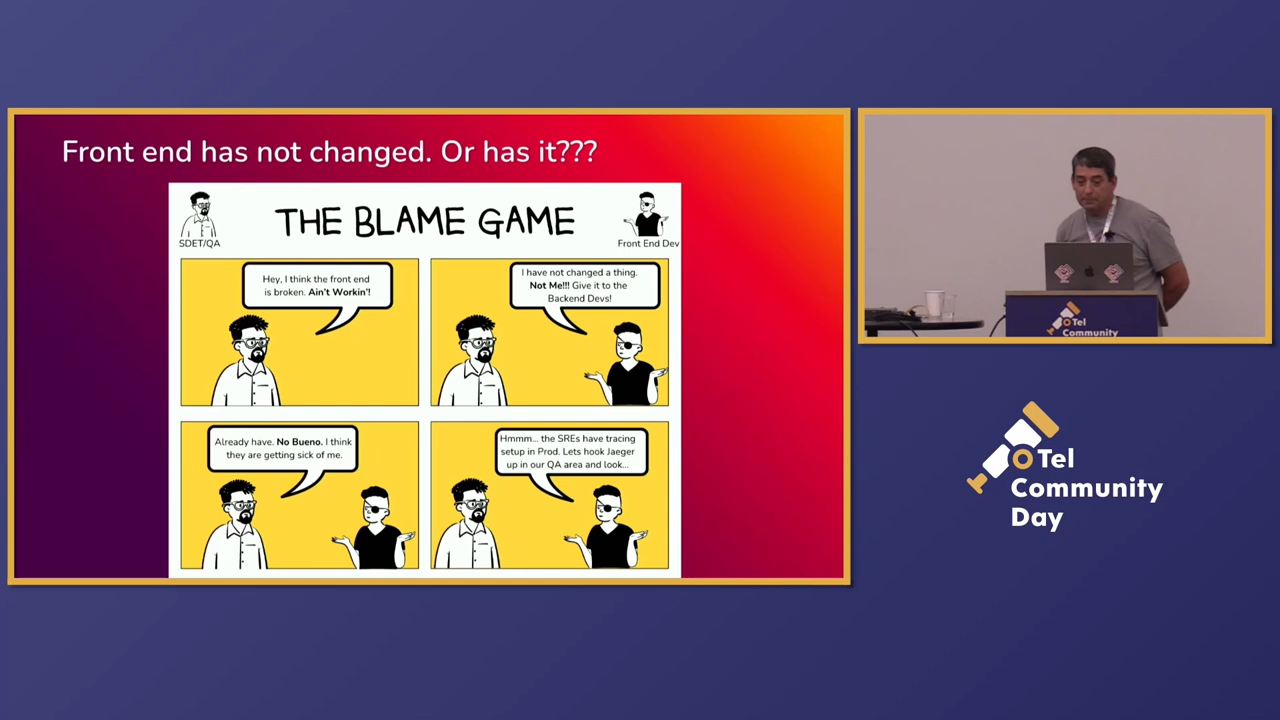 Front end has not changed. Or has it???
THE BLAME GAME
SDET/QA
Front End Dev
Hey, I think the front end
is broken. Ain't Workin'!
I have not changed a thing.
Not Me!!! Give it to the
Backend Devs!
Already have. No Bueno. I think
they are getting sick of me.
Hmmm... the SREs have tracing
setup in Prod. Lets hook Jaeger
up in our QA area and look...
OTel
Community
OTel
Community
Day